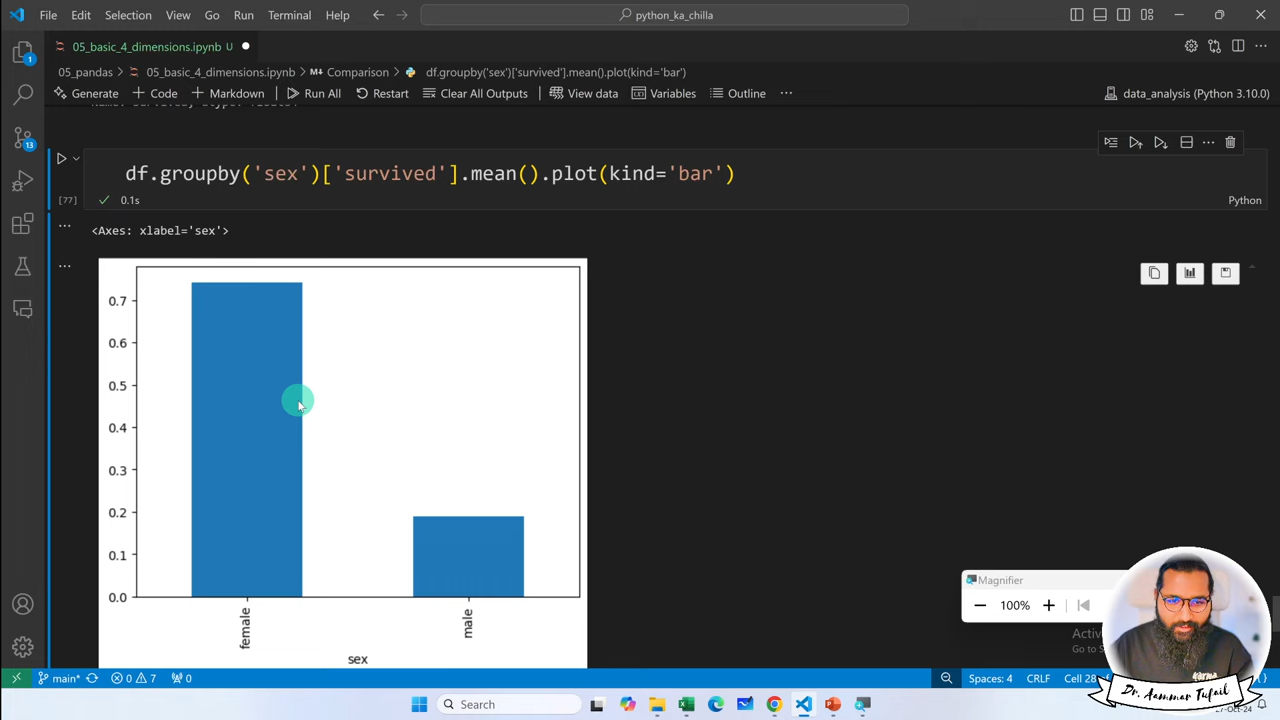 File Edit Selection View Go Run Terminal Help
python_ka_chilla
05_basic_4_dimensions.ipynb U
05_pandas > 05_basic_4_dimensions.ipynb > Comparison > df.groupby('sex')['survived'].mean().plot(kind='bar')
Generate + Code + Markdown Run All Restart Clear All Outputs View data Variables Outline ...
data_analysis (Python 3.10.0)
df.groupby('sex')['survived'].mean().plot(kind='bar')
[77] 0.1s Python
<Axes: xlabel='sex'>
0.7
0.6
0.5
0.4
0.3
0.2
0.1
0.0
female male
sex
Magnifier
100%
Dr. Aammar Tufail
main* 0 7 0
Spaces: 4 CRLF Cell 28
Search